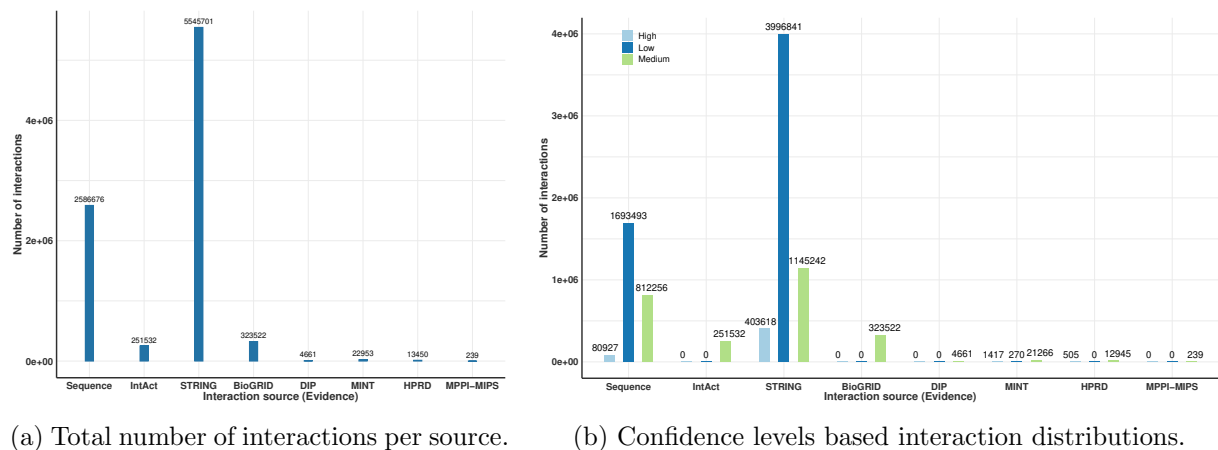 5545701
4e+06
2586676
2e+06
251532
323522
4661
22953
13450
239
0e+00
Number of interactions
Sequence IntAct STRING BioGRID DIP MINT HPRD MPPI−MIPS
Interaction source (Evidence)
(a) Total number of interactions per source.
High
Low
Medium
4e+06
3996841
3e+06
2e+06
1693493
1e+06
1145242
812256
403618
80927
0 0 251532
0 0 323522
0 0 4661
1417 270 21266
505 0 12945
0 0 239
0e+00
Number of interactions
Sequence IntAct STRING BioGRID DIP MINT HPRD MPPI−MIPS
Interaction source (Evidence)
(b) Confidence levels based interaction distributions.